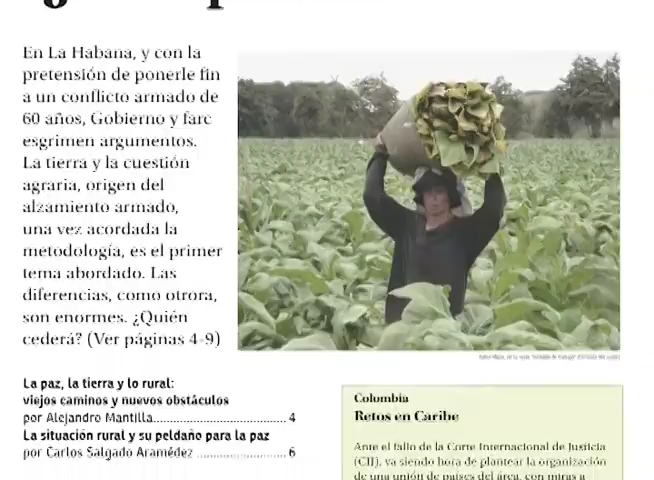 En La Habana, y con la
pretensión de ponerle fin
a un conflicto armado de
60 años, Gobierno y farc
esgrimen argumentos.
La tierra y la cuestión
agraria, origen del
alzamiento armado,
una vez acordada la
metodología, es el primer
tema abordado. Las
diferencias, como otrora,
son enormes. ¿Quién
cederá? (Ver páginas 4-9)
La paz, la tierra y lo rural:
viejos caminos y nuevos obstáculos
por Alejandro Mantilla........................................ 4
La situación rural y su peldaño para la paz
por Carlos Salgado Aramédez .......................... 6
Colombia
Retos en Caribe
Ante el fallo de la Corte Internacional de Justicia
(CIJ), va siendo hora de plantear la organización
de una unión de países del área, con miras a